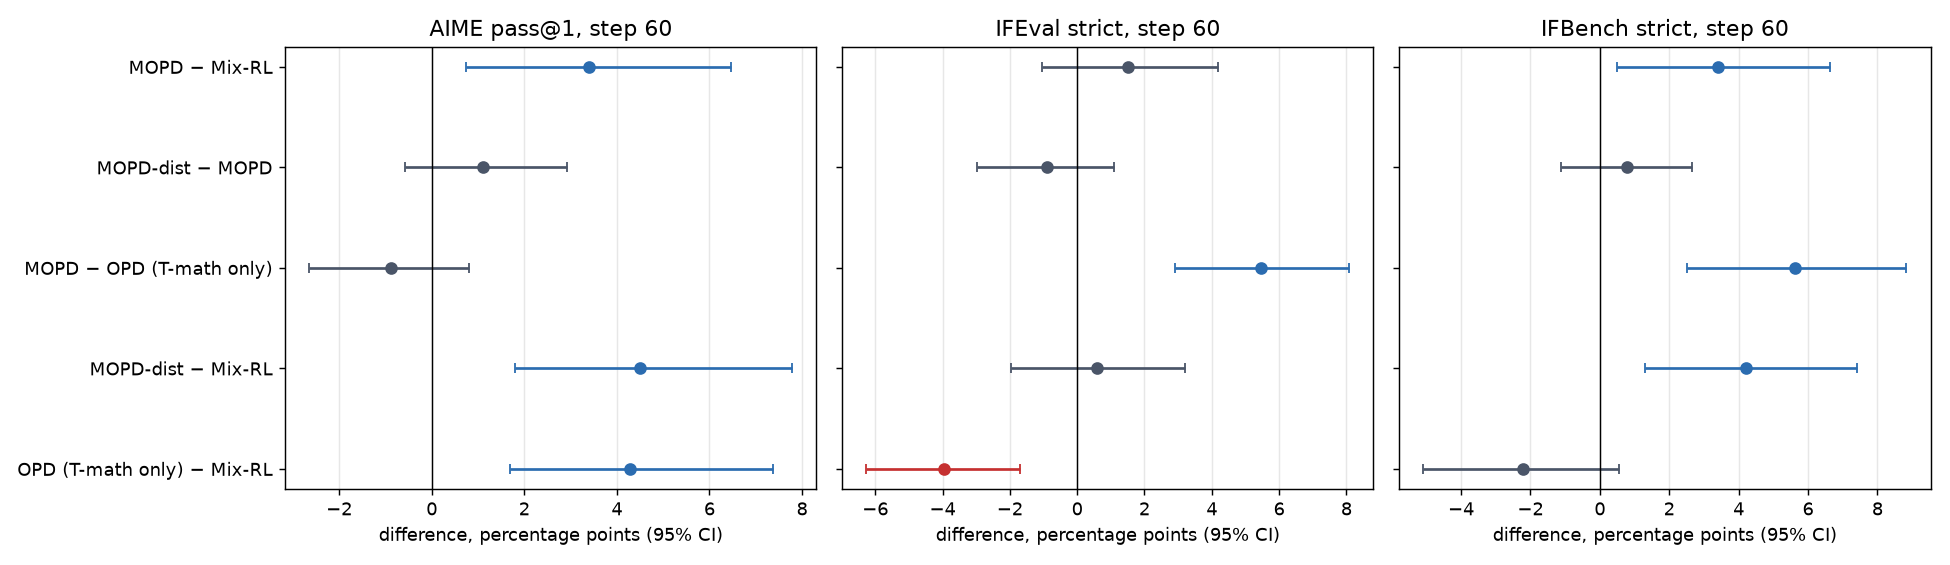 AIME pass@1, step 60
IFEval strict, step 60
IFBench strict, step 60
MOPD − Mix-RL
MOPD-dist − MOPD
MOPD − OPD (T-math only)
MOPD-dist − Mix-RL
OPD (T-math only) − Mix-RL
−2 0 2 4 6 8
−6 −4 −2 0 2 4 6 8
−4 −2 0 2 4 6 8
difference, percentage points (95% CI)
difference, percentage points (95% CI)
difference, percentage points (95% CI)